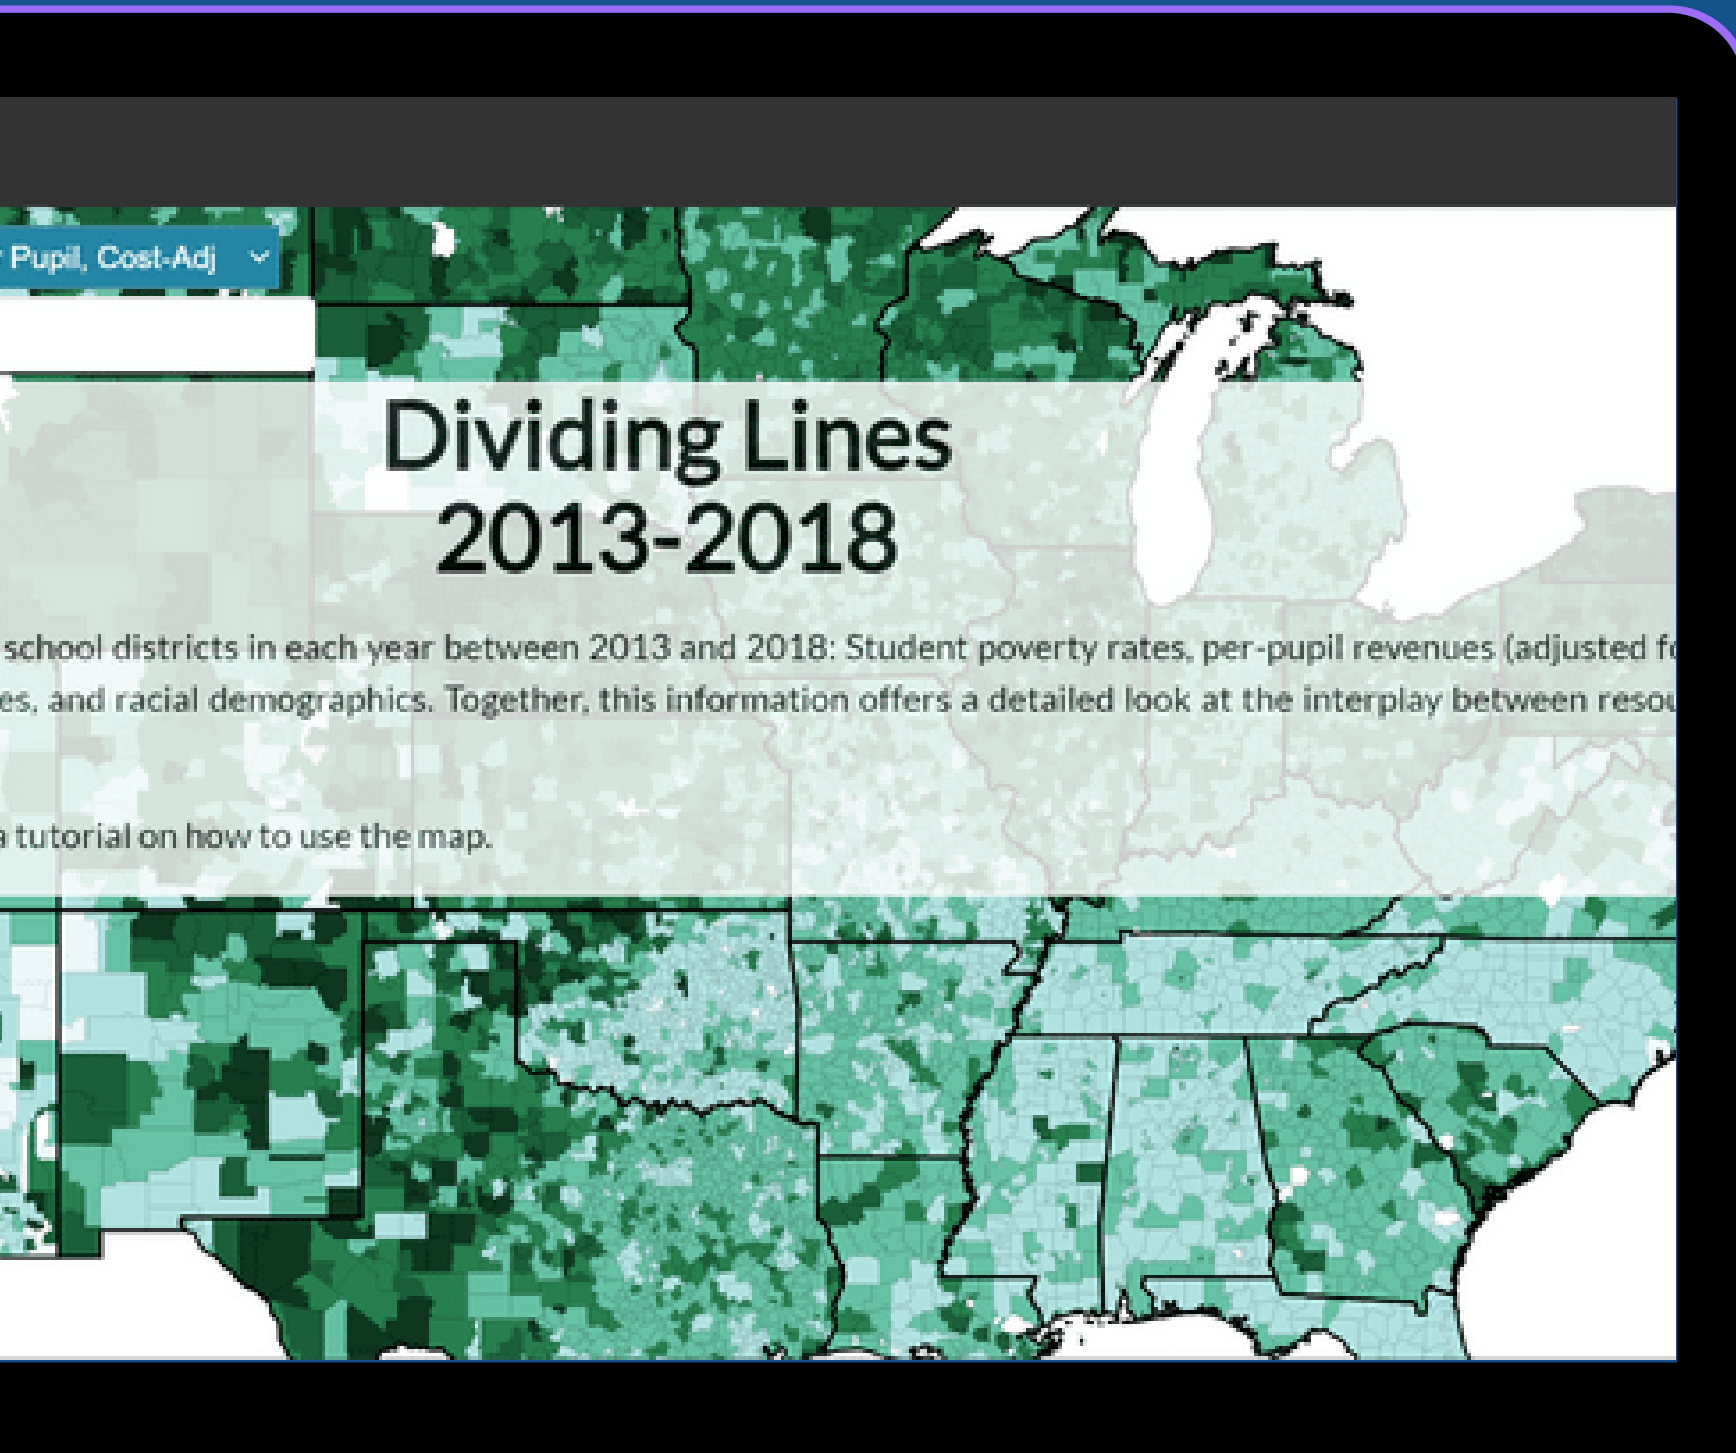 Pupil, Cost-Adj
Dividing Lines
2013-2018
school districts in each year between 2013 and 2018: Student poverty rates, per-pupil revenues (adjusted
es, and racial demographics. Together, this information offers a detailed look at the interplay between
a tutorial on how to use the map.